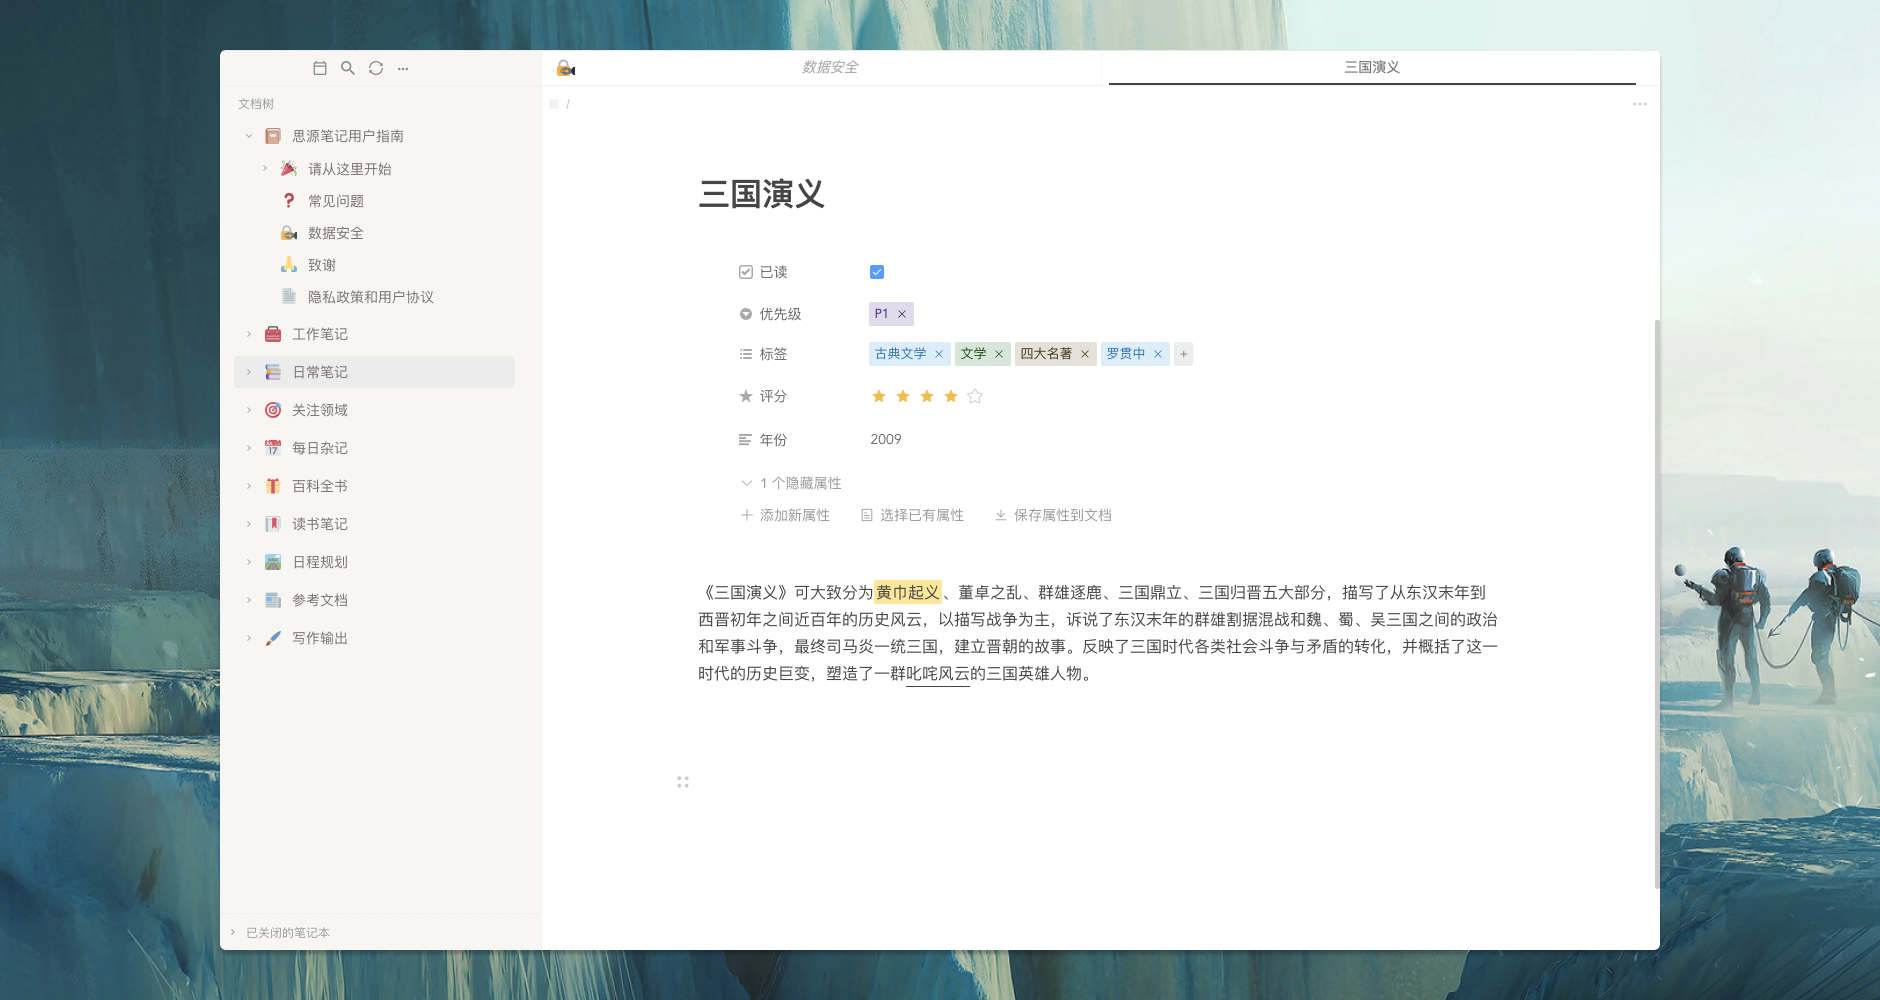 数据安全
三国演义
文档树
思源笔记用户指南
请从这里开始
常见问题
数据安全
致谢
隐私政策和用户协议
工作笔记
日常笔记
关注领域
每日杂记
百科全书
读书笔记
日程规划
参考文档
写作输出
已关闭的笔记本
/
三国演义
已读
优先级 P1
标签 古典文学 文学 四大名著 罗贯中
评分
年份 2009
1 个隐藏属性
添加新属性 选择已有属性 保存属性到文档
《三国演义》可大致分为黄巾起义、董卓之乱、群雄逐鹿、三国鼎立、三国归晋五大部分，描写了从东汉末年到
西晋初年之间近百年的历史风云，以描写战争为主，诉说了东汉末年的群雄割据混战和魏、蜀、吴三国之间的政治
和军事斗争，最终司马炎一统三国，建立晋朝的故事。反映了三国时代各类社会斗争与矛盾的转化，并概括了这一
时代的历史巨变，塑造了一群叱咤风云的三国英雄人物。